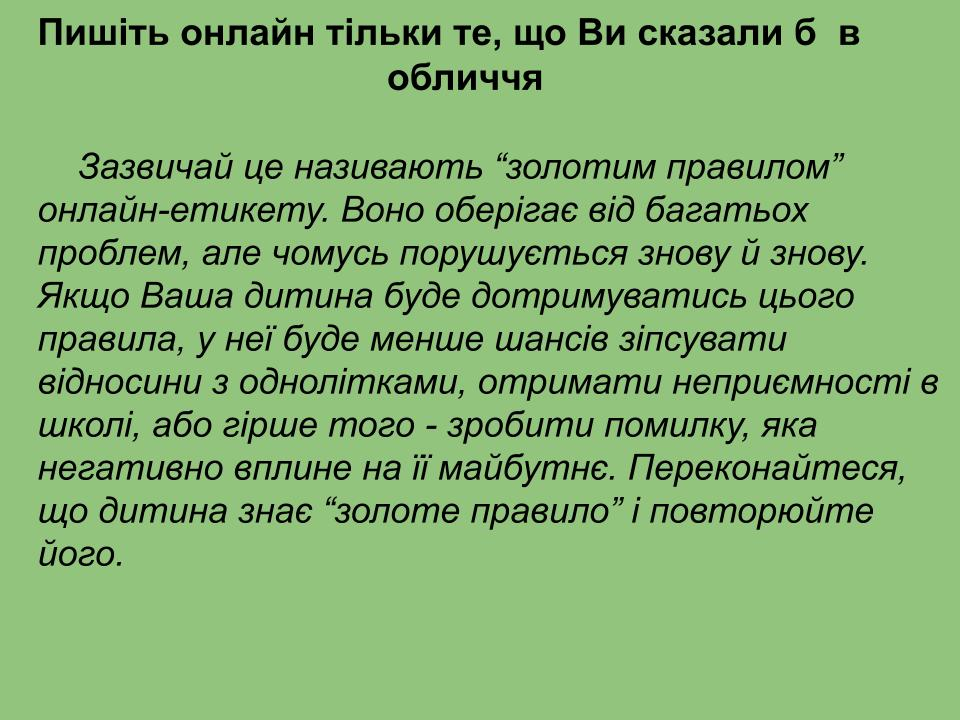 Пишіть онлайн тільки те, що Ви сказали б  в
обличчя
Зазвичай це називають “золотим правилом”
онлайн-етикету. Воно оберігає від багатьох
проблем, але чомусь порушується знову й знову.
Якщо Ваша дитина буде дотримуватись цього
правила, у неї буде менше шансів зіпсувати
відносини з однолітками, отримати неприємності в
школі, або гірше того - зробити помилку, яка
негативно вплине на її майбутнє. Переконайтеся,
що дитина знає “золоте правило” і повторюйте
його.